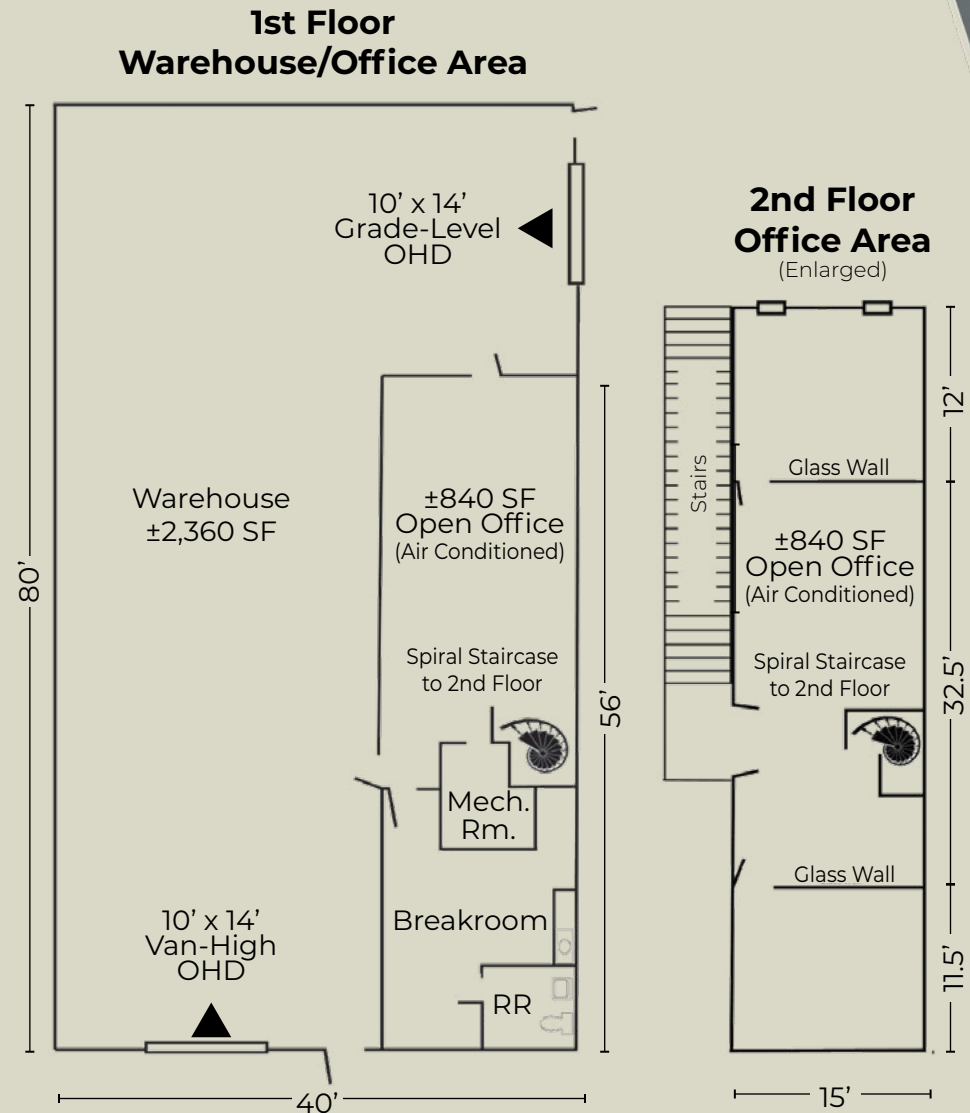 1st Floor
Warehouse/Office Area
10’ x 14’
Grade-Level
OHD
Warehouse
±2,360 SF
±840 SF
Open Office
(Air Conditioned)
Spiral Staircase
to 2nd Floor
Mech.
Rm.
Breakroom
RR
10’ x 14’
Van-High
OHD
80’
56’
40’
2nd Floor
Office Area
(Enlarged)
Stairs
Glass Wall
±840 SF
Open Office
(Air Conditioned)
Spiral Staircase
to 2nd Floor
Glass Wall
12’
32.5’
11.5’
15’